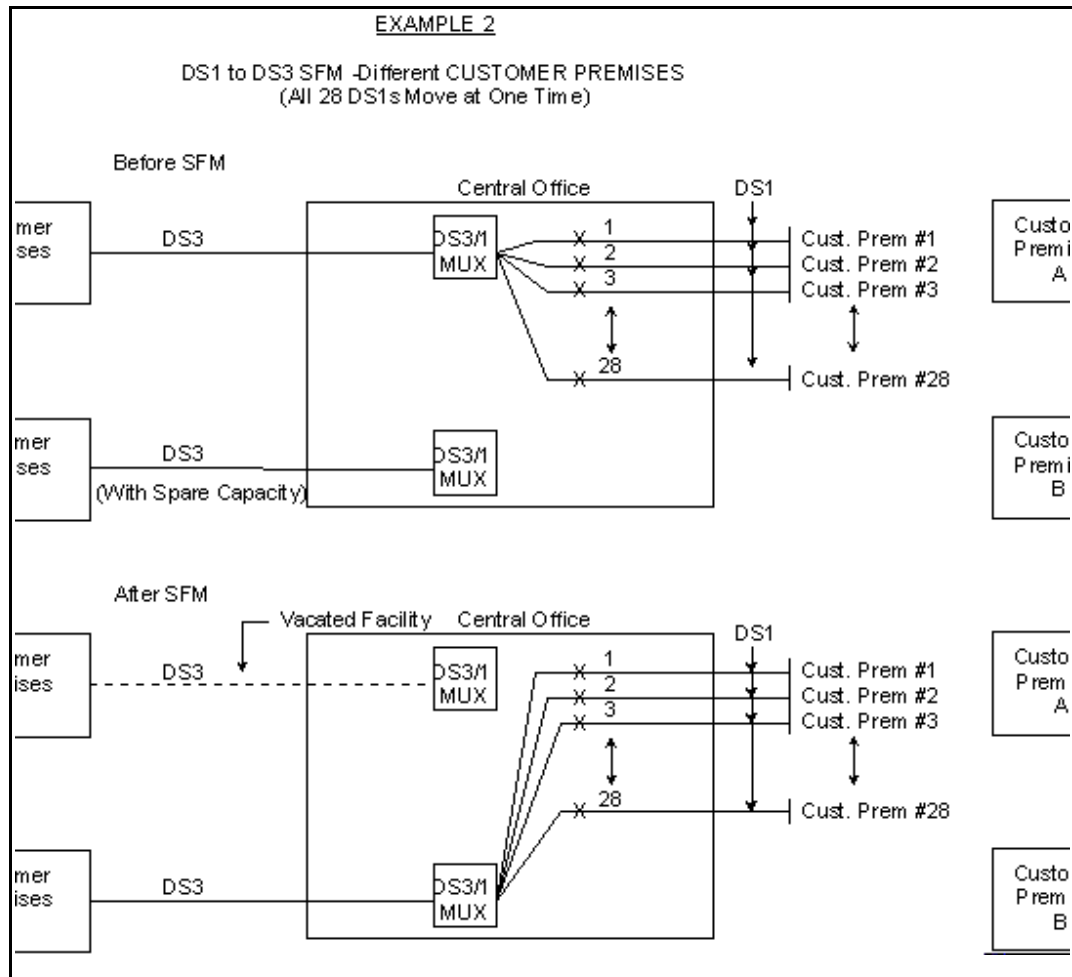 EXAMPLE 2
DS1 to DS3 SFM -Different CUSTOMER PREMISES
(All 28 DS1s Move at One Time)
Before SFM
Central Office
DS1
mer
ses
DS3
DS3/1
MUX
1
2
3
28
Cust. Prem #1
Cust. Prem #2
Cust. Prem #3
Cust. Prem #28
Custo
Premi
A
mer
ses
DS3
(With Spare Capacity)
DS3/1
MUX
Custo
Premi
B
After SFM
Vacated Facility
Central Office
DS1
mer
ises
DS3
DS3/1
MUX
1
2
3
28
Cust. Prem #1
Cust. Prem #2
Cust. Prem #3
Cust. Prem #28
Custo
Prem
A
mer
ises
DS3
DS3/1
MUX
Custo
Prem
B